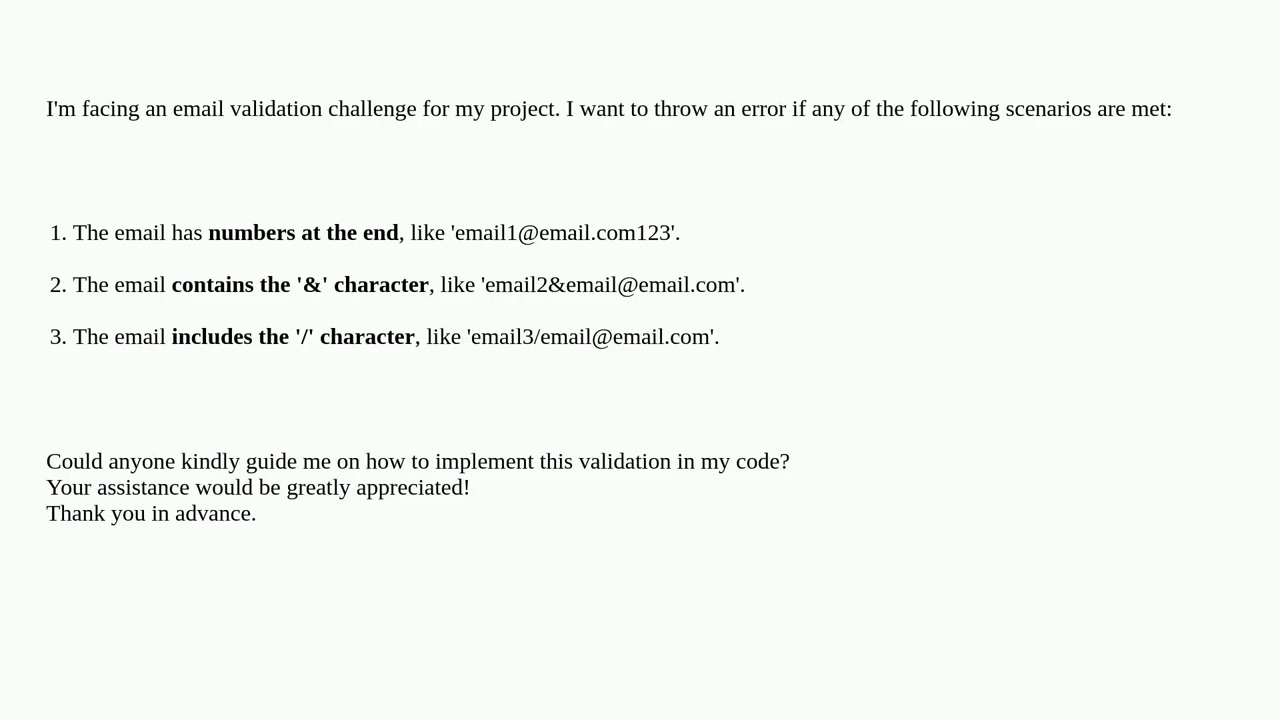 I'm facing an email validation challenge for my project. I want to throw an error if any of the following scenarios are met:
1. The email has numbers at the end, like 'email1@email.com123'.
2. The email contains the '&' character, like 'email2&email@email.com'.
3. The email includes the '/' character, like 'email3/email@email.com'.
Could anyone kindly guide me on how to implement this validation in my code?
Your assistance would be greatly appreciated!
Thank you in advance.